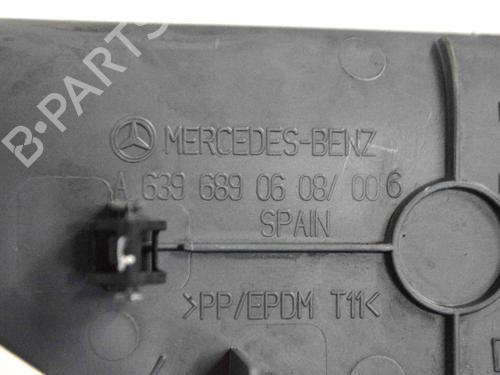 B-PARTS
MERCEDES-BENZ
A 639 689 06 08/ 006
SPAIN
>PP/EPDM T11<